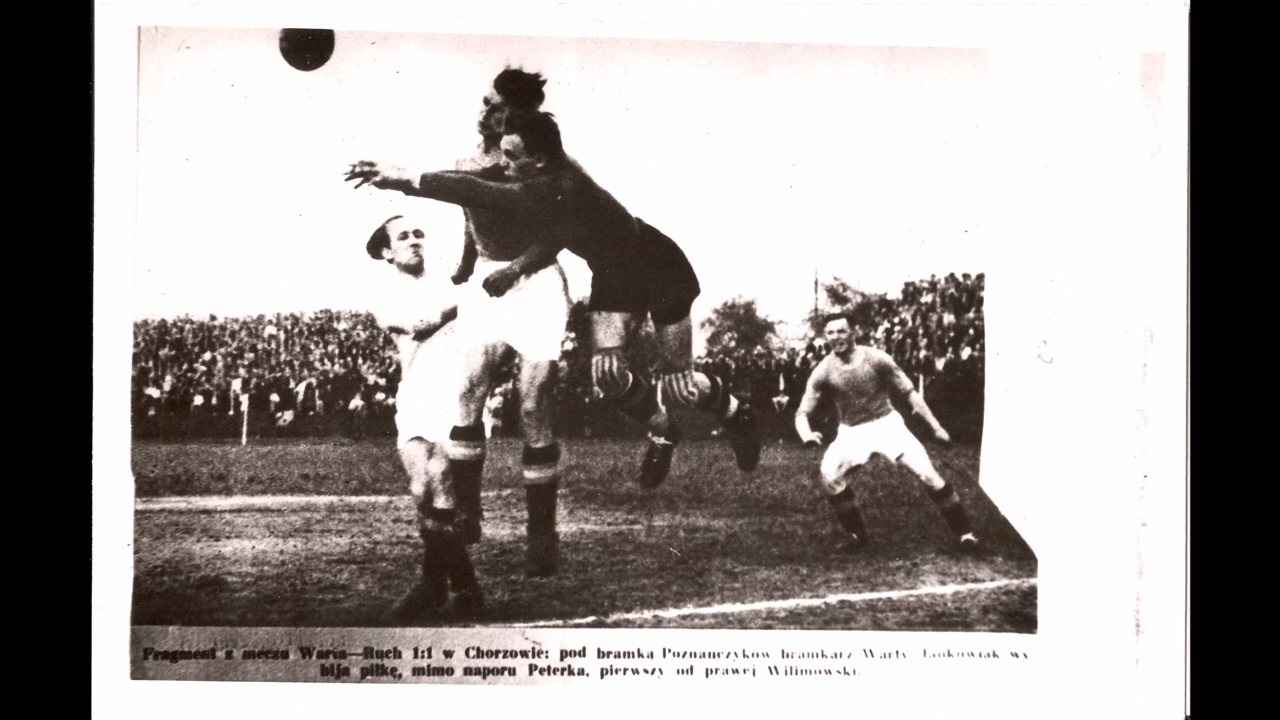 Fragment z meczu Warta—Ruch 1:1 w Chorzowie: pod bramką Poznańczyków bramkarz Warty wy
bija piłkę, mimo naporu Peterka, pierwszy od prawej Wilimowski.